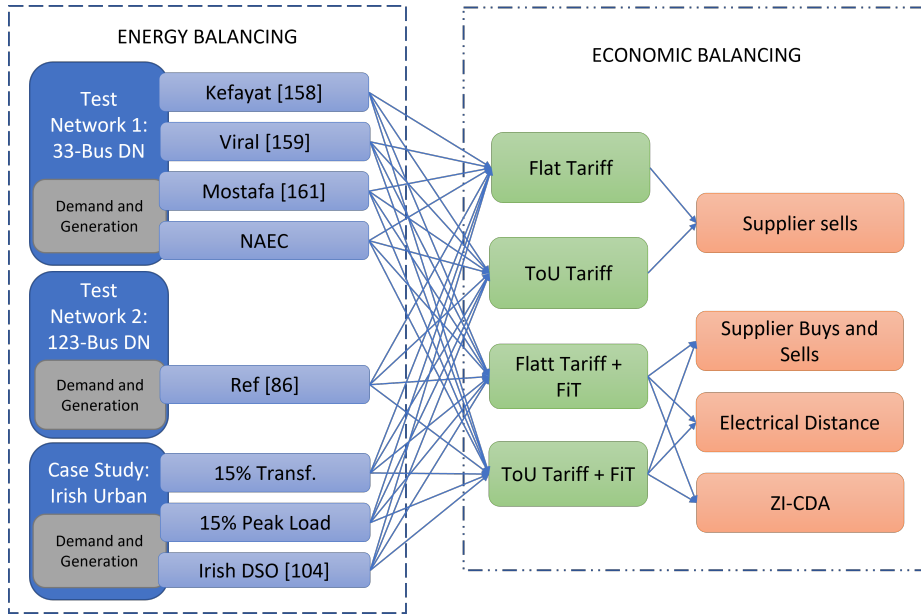 ENERGY BALANCING
Test
Network 1:
33-Bus DN
Demand and
Generation
Kefayat [158]
Viral [159]
Mostafa [161]
NAEC
Test
Network 2:
123-Bus DN
Demand and
Generation
Ref [86]
Case Study:
Irish Urban
Demand and
Generation
15% Transf.
15% Peak Load
Irish DSO [104]
ECONOMIC BALANCING
Flat Tariff
ToU Tariff
Flatt Tariff +
FiT
ToU Tariff + FiT
Supplier sells
Supplier Buys and
Sells
Electrical Distance
ZI-CDA